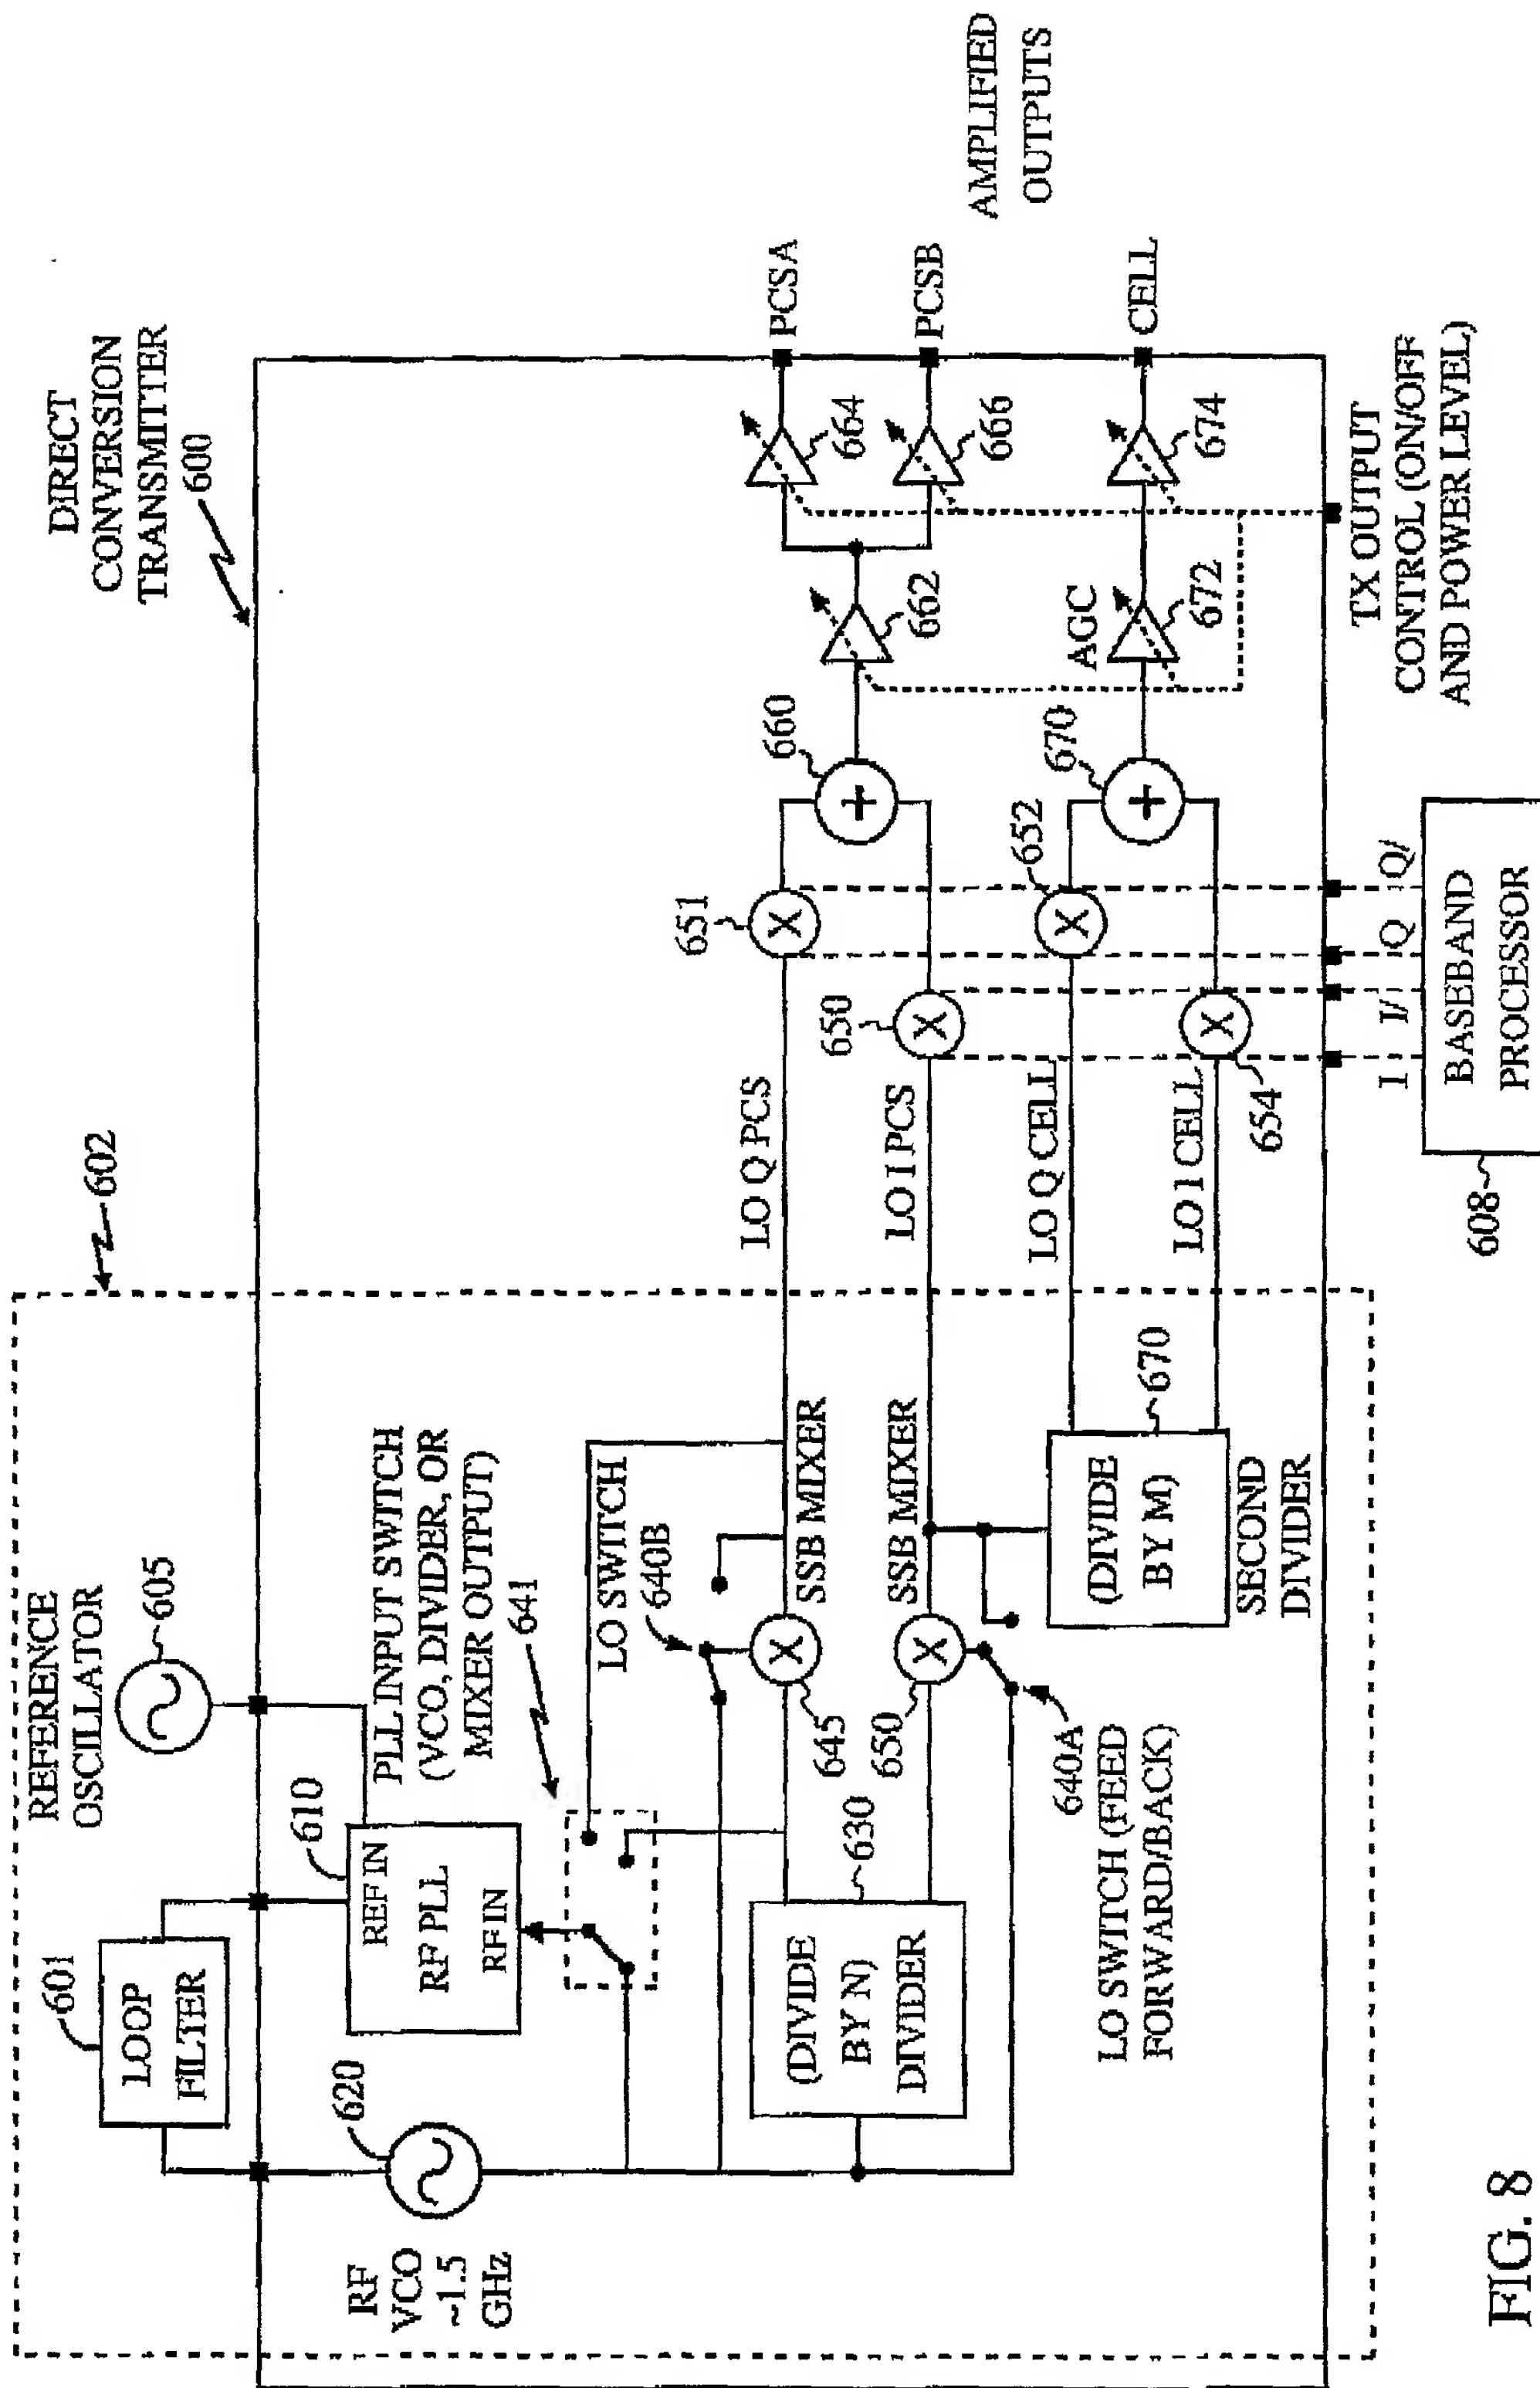 DIRECT
CONVERSION
TRANSMITTER
600
602
REFERENCE
OSCILLATOR
605
601
LOOP
FILTER
610
REF IN
RF PLL
RF IN
620
RF
VCO
~1.5
GHz
PLL INPUT SWITCH
(VCO, DIVIDER, OR
MIXER OUTPUT)
641
LO SWITCH
640B
SSB MIXER
645
SSB MIXER
650
(DIVIDE
BY N)
DIVIDER
630
640A
LO SWITCH (FEED
FORWARD/BACK)
(DIVIDE
BY M)
670
SECOND
DIVIDER
LO Q PCS
LO I PCS
LO Q CELL
LO I CELL
651
650
652
654
660
670
662
AGC
672
664
666
674
PCSA
PCSB
CELL
AMPLIFIED
OUTPUTS
I
I/
Q
Q/
BASEBAND
PROCESSOR
608
TX OUTPUT
CONTROL (ON/OFF
AND POWER LEVEL)
FIG. 8